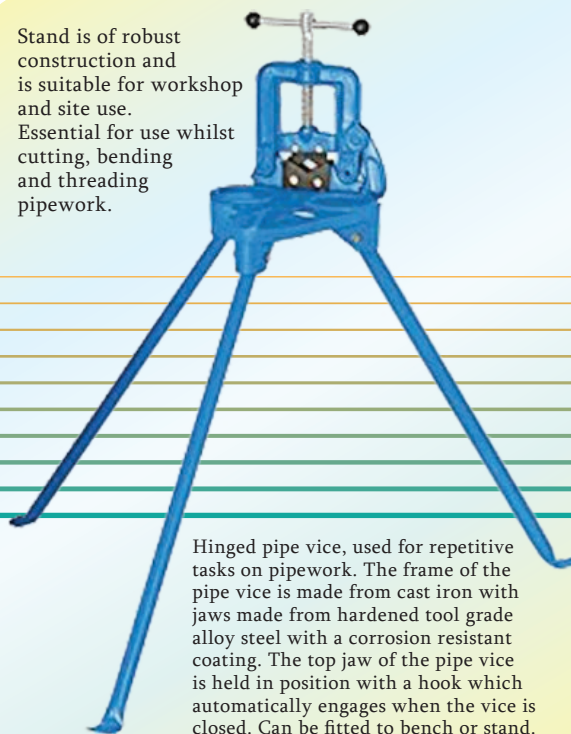 Stand is of robust
construction and
is suitable for workshop
and site use.
Essential for use whilst
cutting, bending
and threading
pipework.
Hinged pipe vice, used for repetitive
tasks on pipework. The frame of the
pipe vice is made from cast iron with
jaws made from hardened tool grade
alloy steel with a corrosion resistant
coating. The top jaw of the pipe vice
is held in position with a hook which
automatically engages when the vice is
closed. Can be fitted to bench or stand.